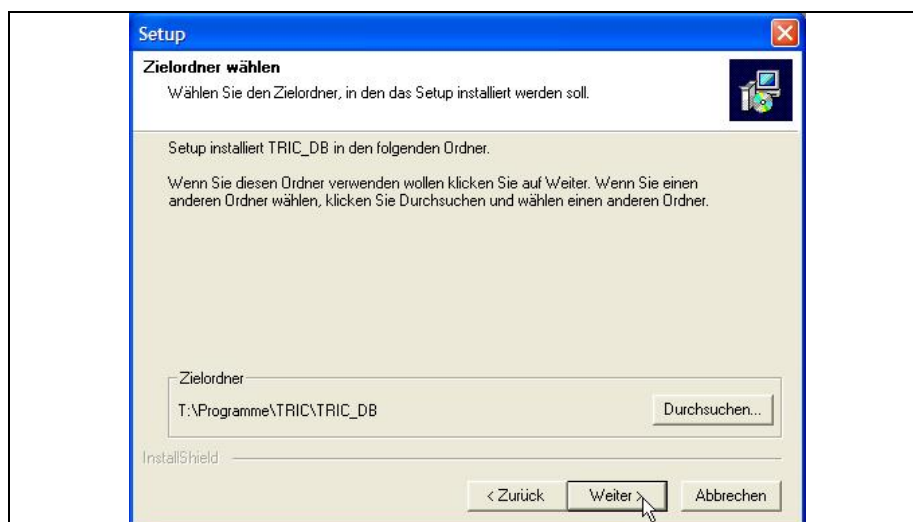 Setup
Zielordner wählen
Wählen Sie den Zielordner, in den das Setup installiert werden soll.
Setup installiert TRIC_DB in den folgenden Ordner.
Wenn Sie diesen Ordner verwenden wollen klicken Sie auf Weiter. Wenn Sie einen
anderen Ordner wählen, klicken Sie Durchsuchen und wählen einen anderen Ordner.
Zielordner
T:\Programme\TRIC\TRIC_DB
Durchsuchen...
InstallShield
< Zurück Weiter > Abbrechen